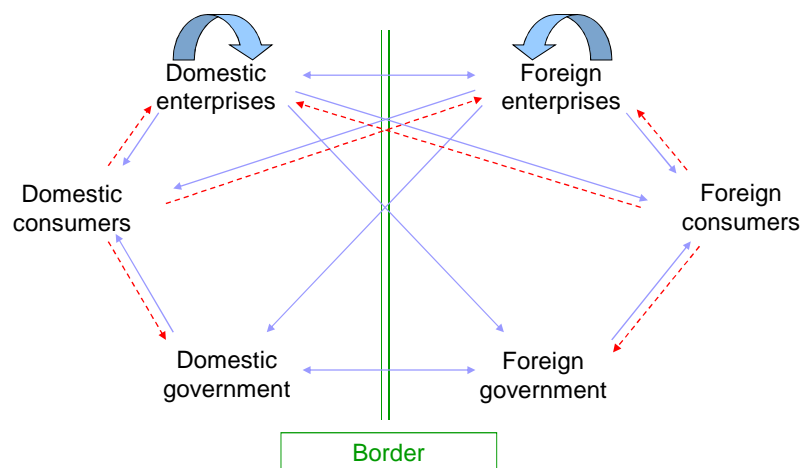 Domestic
enterprises
Foreign
enterprises
Domestic
consumers
Foreign
consumers
Domestic
government
Foreign
government
Border